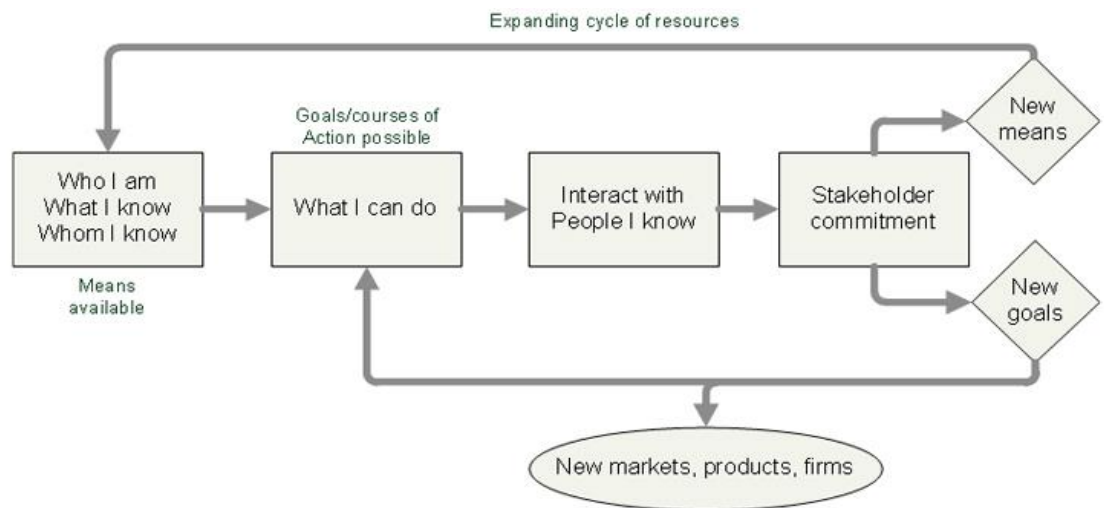 Expanding cycle of resources
Goals/courses of
Action possible
New
means
Who I am
What I know
Whom I know
What I can do
Interact with
People I know
Stakeholder
commitment
Means
available
New
goals
New markets, products, firms